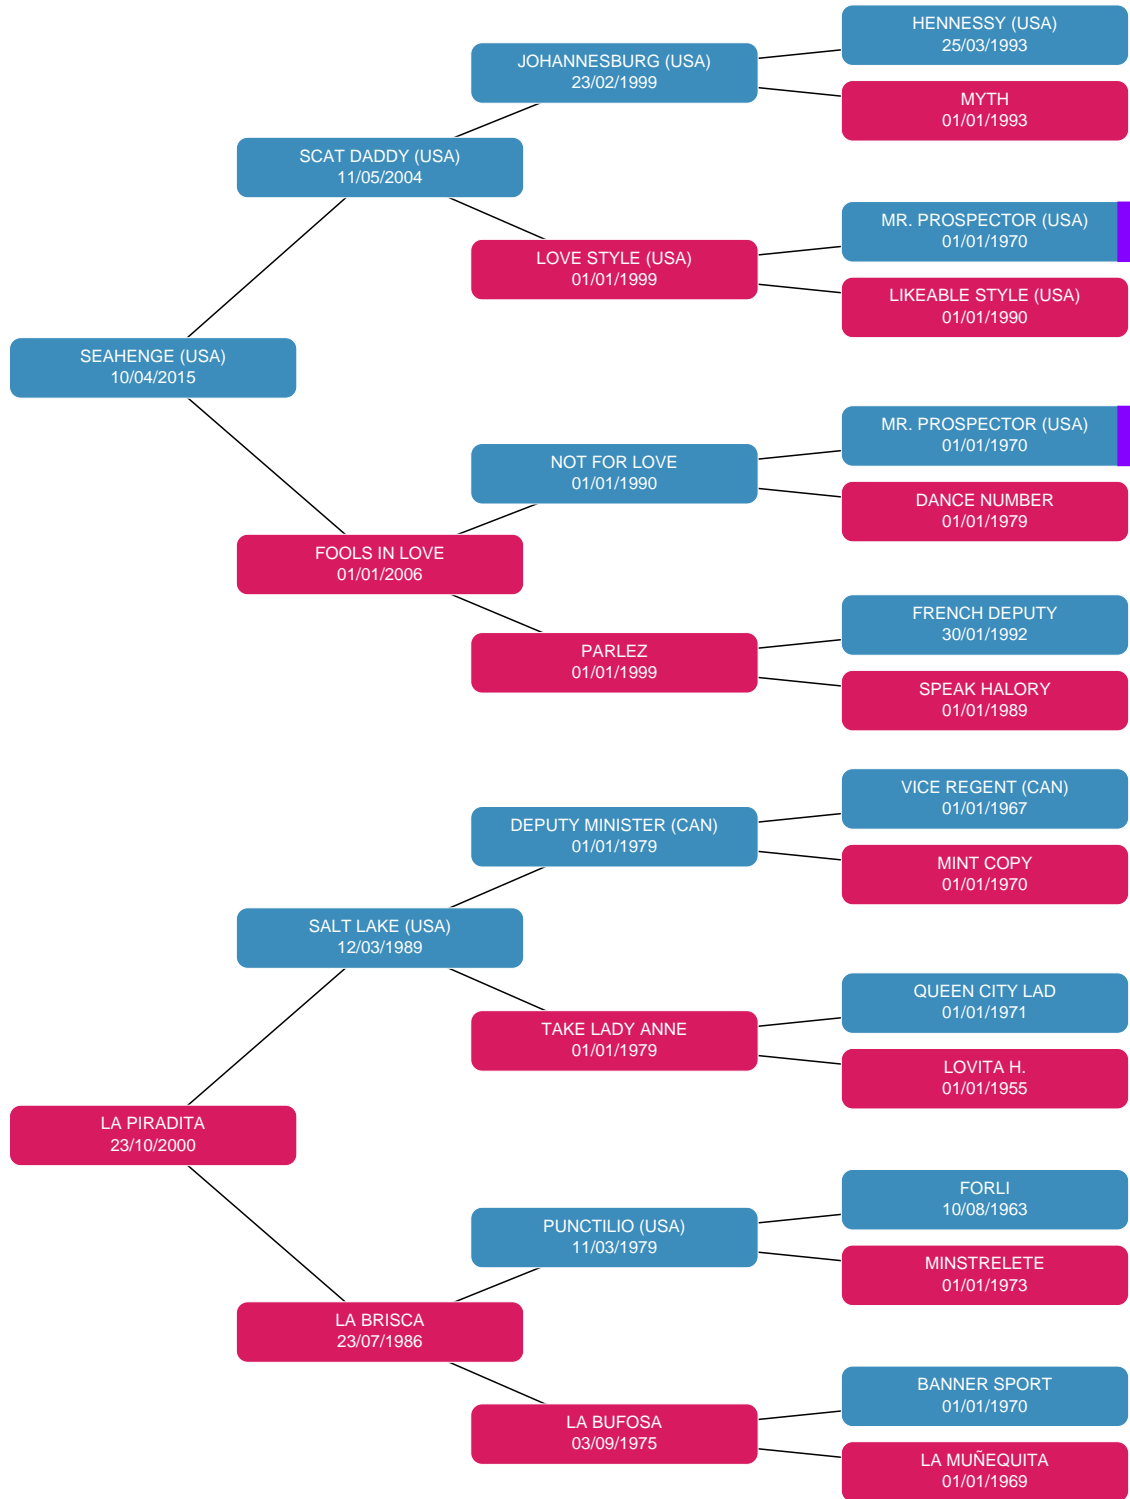 HENNESSY (USA)
25/03/1993
JOHANNESBURG (USA)
23/02/1999
MYTH
01/01/1993
SCAT DADDY (USA)
11/05/2004
MR. PROSPECTOR (USA)
01/01/1970
LOVE STYLE (USA)
01/01/1999
LIKEABLE STYLE (USA)
01/01/1990
SEAHENGE (USA)
10/04/2015
MR. PROSPECTOR (USA)
01/01/1970
NOT FOR LOVE
01/01/1990
DANCE NUMBER
01/01/1979
FOOLS IN LOVE
01/01/2006
FRENCH DEPUTY
30/01/1992
PARLEZ
01/01/1999
SPEAK HALORY
01/01/1989
VICE REGENT (CAN)
01/01/1967
DEPUTY MINISTER (CAN)
01/01/1979
MINT COPY
01/01/1970
SALT LAKE (USA)
12/03/1989
QUEEN CITY LAD
01/01/1971
TAKE LADY ANNE
01/01/1979
LOVITA H.
01/01/1955
LA PIRADITA
23/10/2000
FORLI
10/08/1963
PUNCTILIO (USA)
11/03/1979
MINSTRELETE
01/01/1973
LA BRISCA
23/07/1986
BANNER SPORT
01/01/1970
LA BUFOSA
03/09/1975
LA MUÑEQUITA
01/01/1969